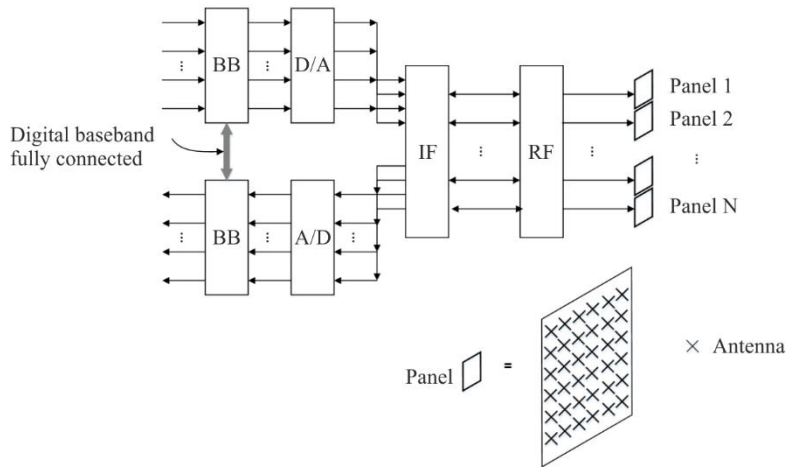 BB
D/A
Panel 1
Panel 2
Digital baseband
fully connected
IF
RF
BB
A/D
Panel N
Panel
=
Antenna